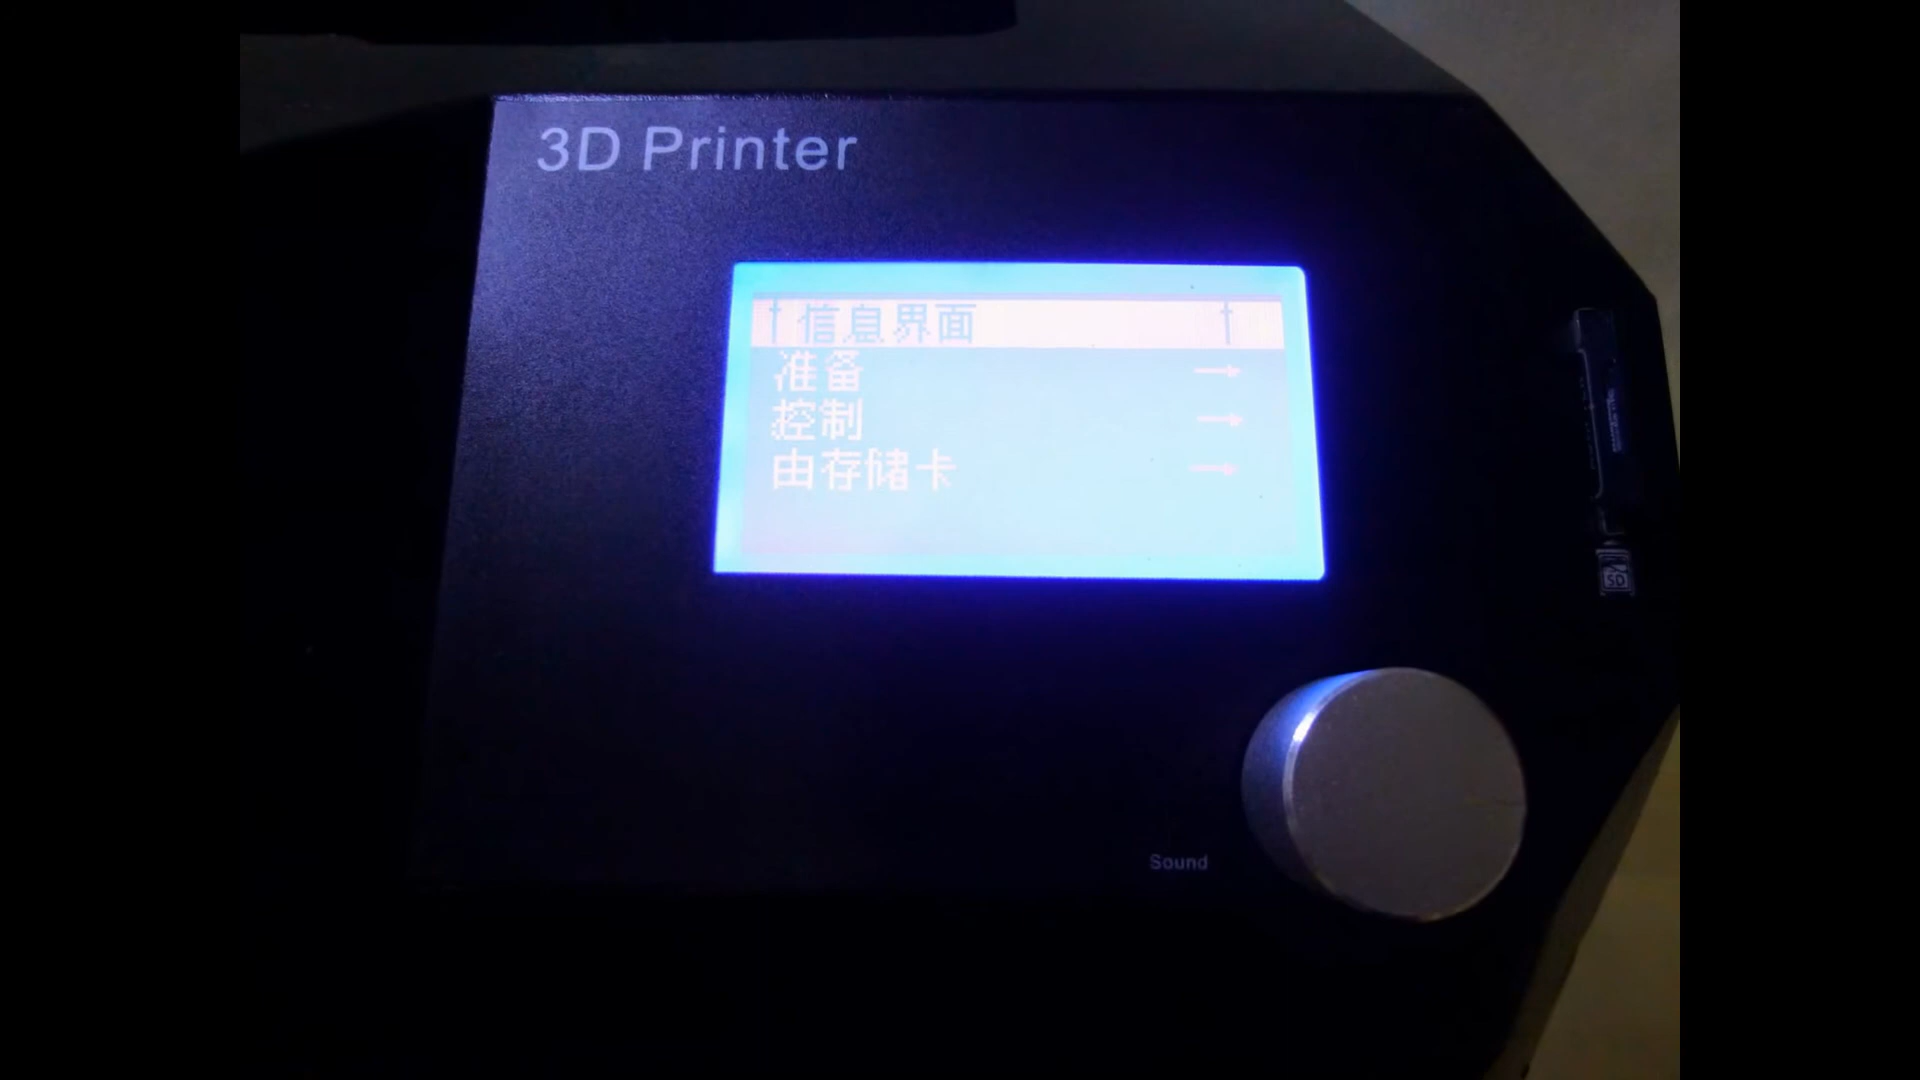 3D Printer
↑信息界面 ↑
准备 →
控制 →
由存储卡 →
SD
Sound